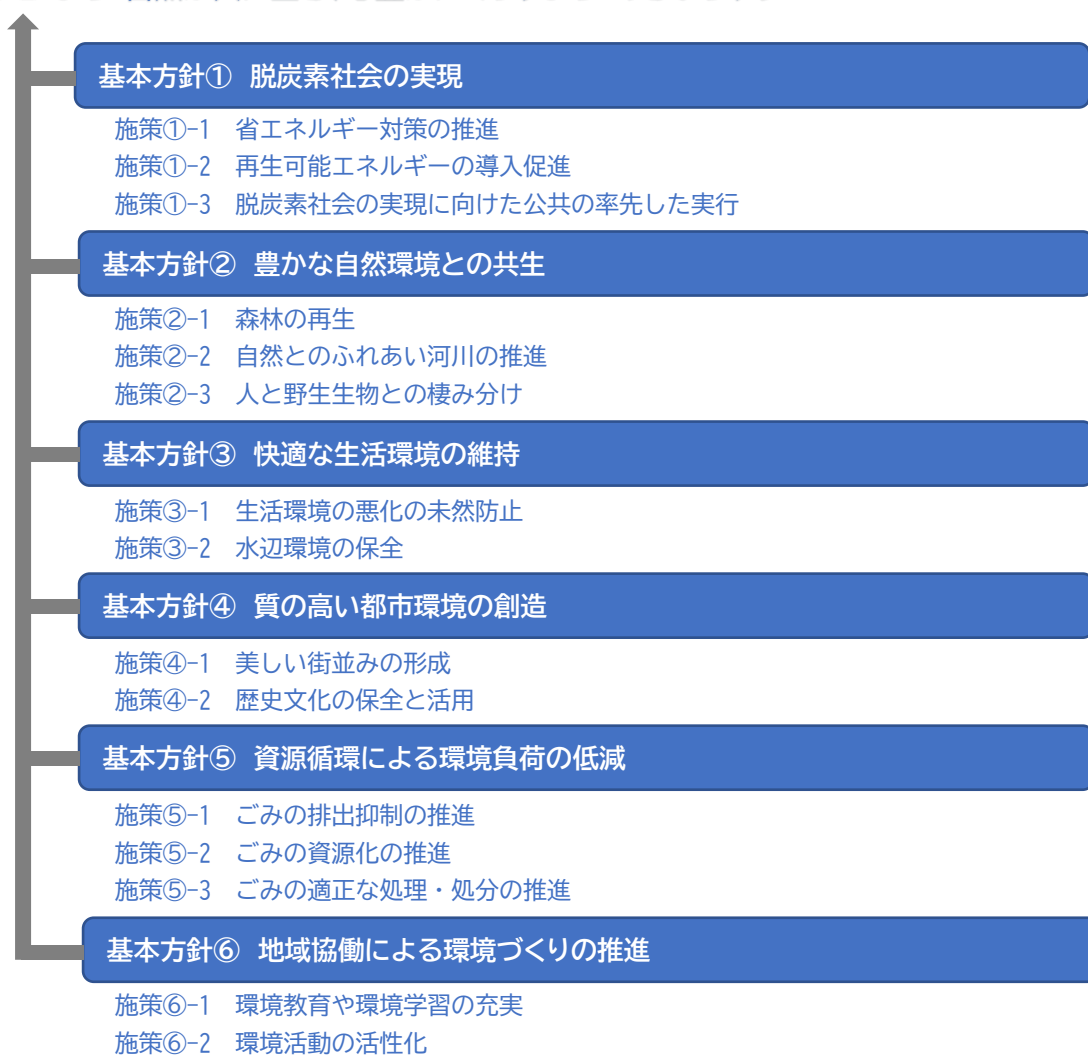 基本方針① 脱炭素社会の実現
施策①-1 省エネルギー対策の推進
施策①-2 再生可能エネルギーの導入促進
施策①-3 脱炭素社会の実現に向けた公共の率先した実行
基本方針② 豊かな自然環境との共生
施策②-1 森林の再生
施策②-2 自然とのふれあい河川の推進
施策②-3 人と野生生物との棲み分け
基本方針③ 快適な生活環境の維持
施策③-1 生活環境の悪化の未然防止
施策③-2 水辺環境の保全
基本方針④ 質の高い都市環境の創造
施策④-1 美しい街並みの形成
施策④-2 歴史文化の保全と活用
基本方針⑤ 資源循環による環境負荷の低減
施策⑤-1 ごみの排出抑制の推進
施策⑤-2 ごみの資源化の推進
施策⑤-3 ごみの適正な処理・処分の推進
基本方針⑥ 地域協働による環境づくりの推進
施策⑥-1 環境教育や環境学習の充実
施策⑥-2 環境活動の活性化